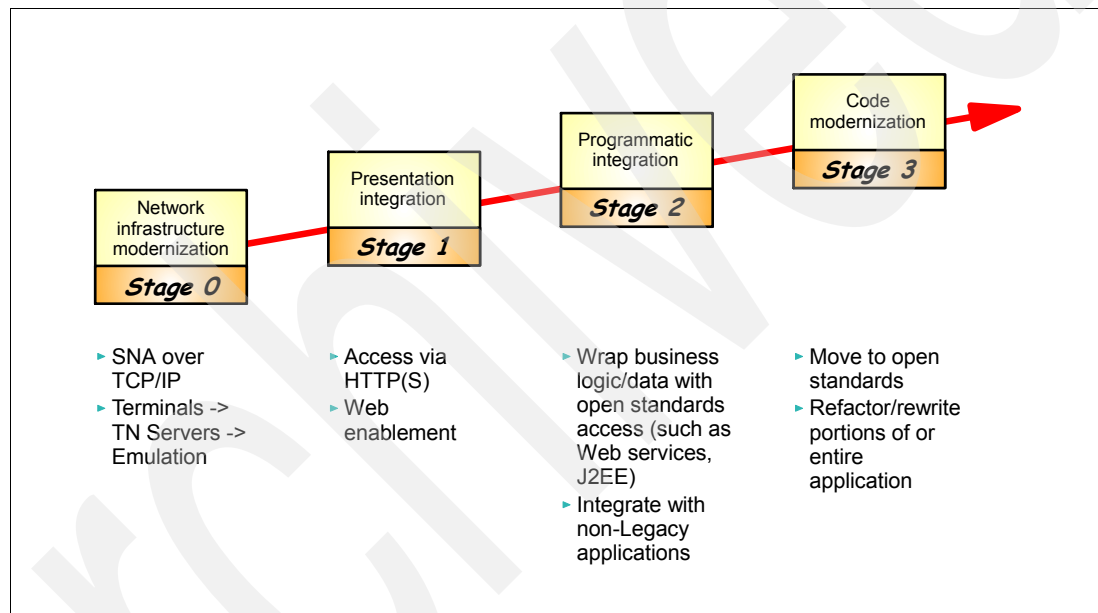 Network
infrastructure
modernization
Stage 0
Presentation
integration
Stage 1
Programmatic
integration
Stage 2
Code
modernization
Stage 3
► SNA over
TCP/IP
► Terminals ->
TN Servers ->
Emulation
► Access via
HTTP(S)
► Web
enablement
► Wrap business
logic/data with
open standards
access (such as
Web services,
J2EE)
► Integrate with
non-Legacy
applications
► Move to open
standards
► Refactor/rewrite
portions of or
entire
application